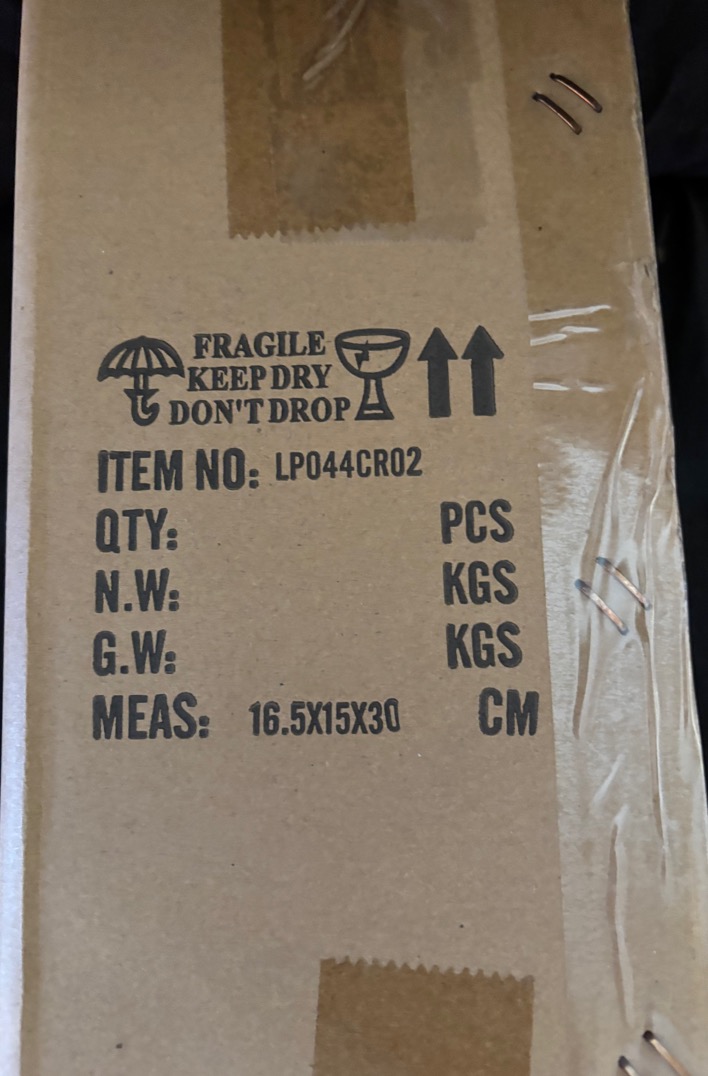 FRAGILE
KEEP DRY
DON'T DROP
ITEM NO: LP044CR02
QTY: PCS
N.W: KGS
G.W: KGS
MEAS: 16.5X15X30 CM